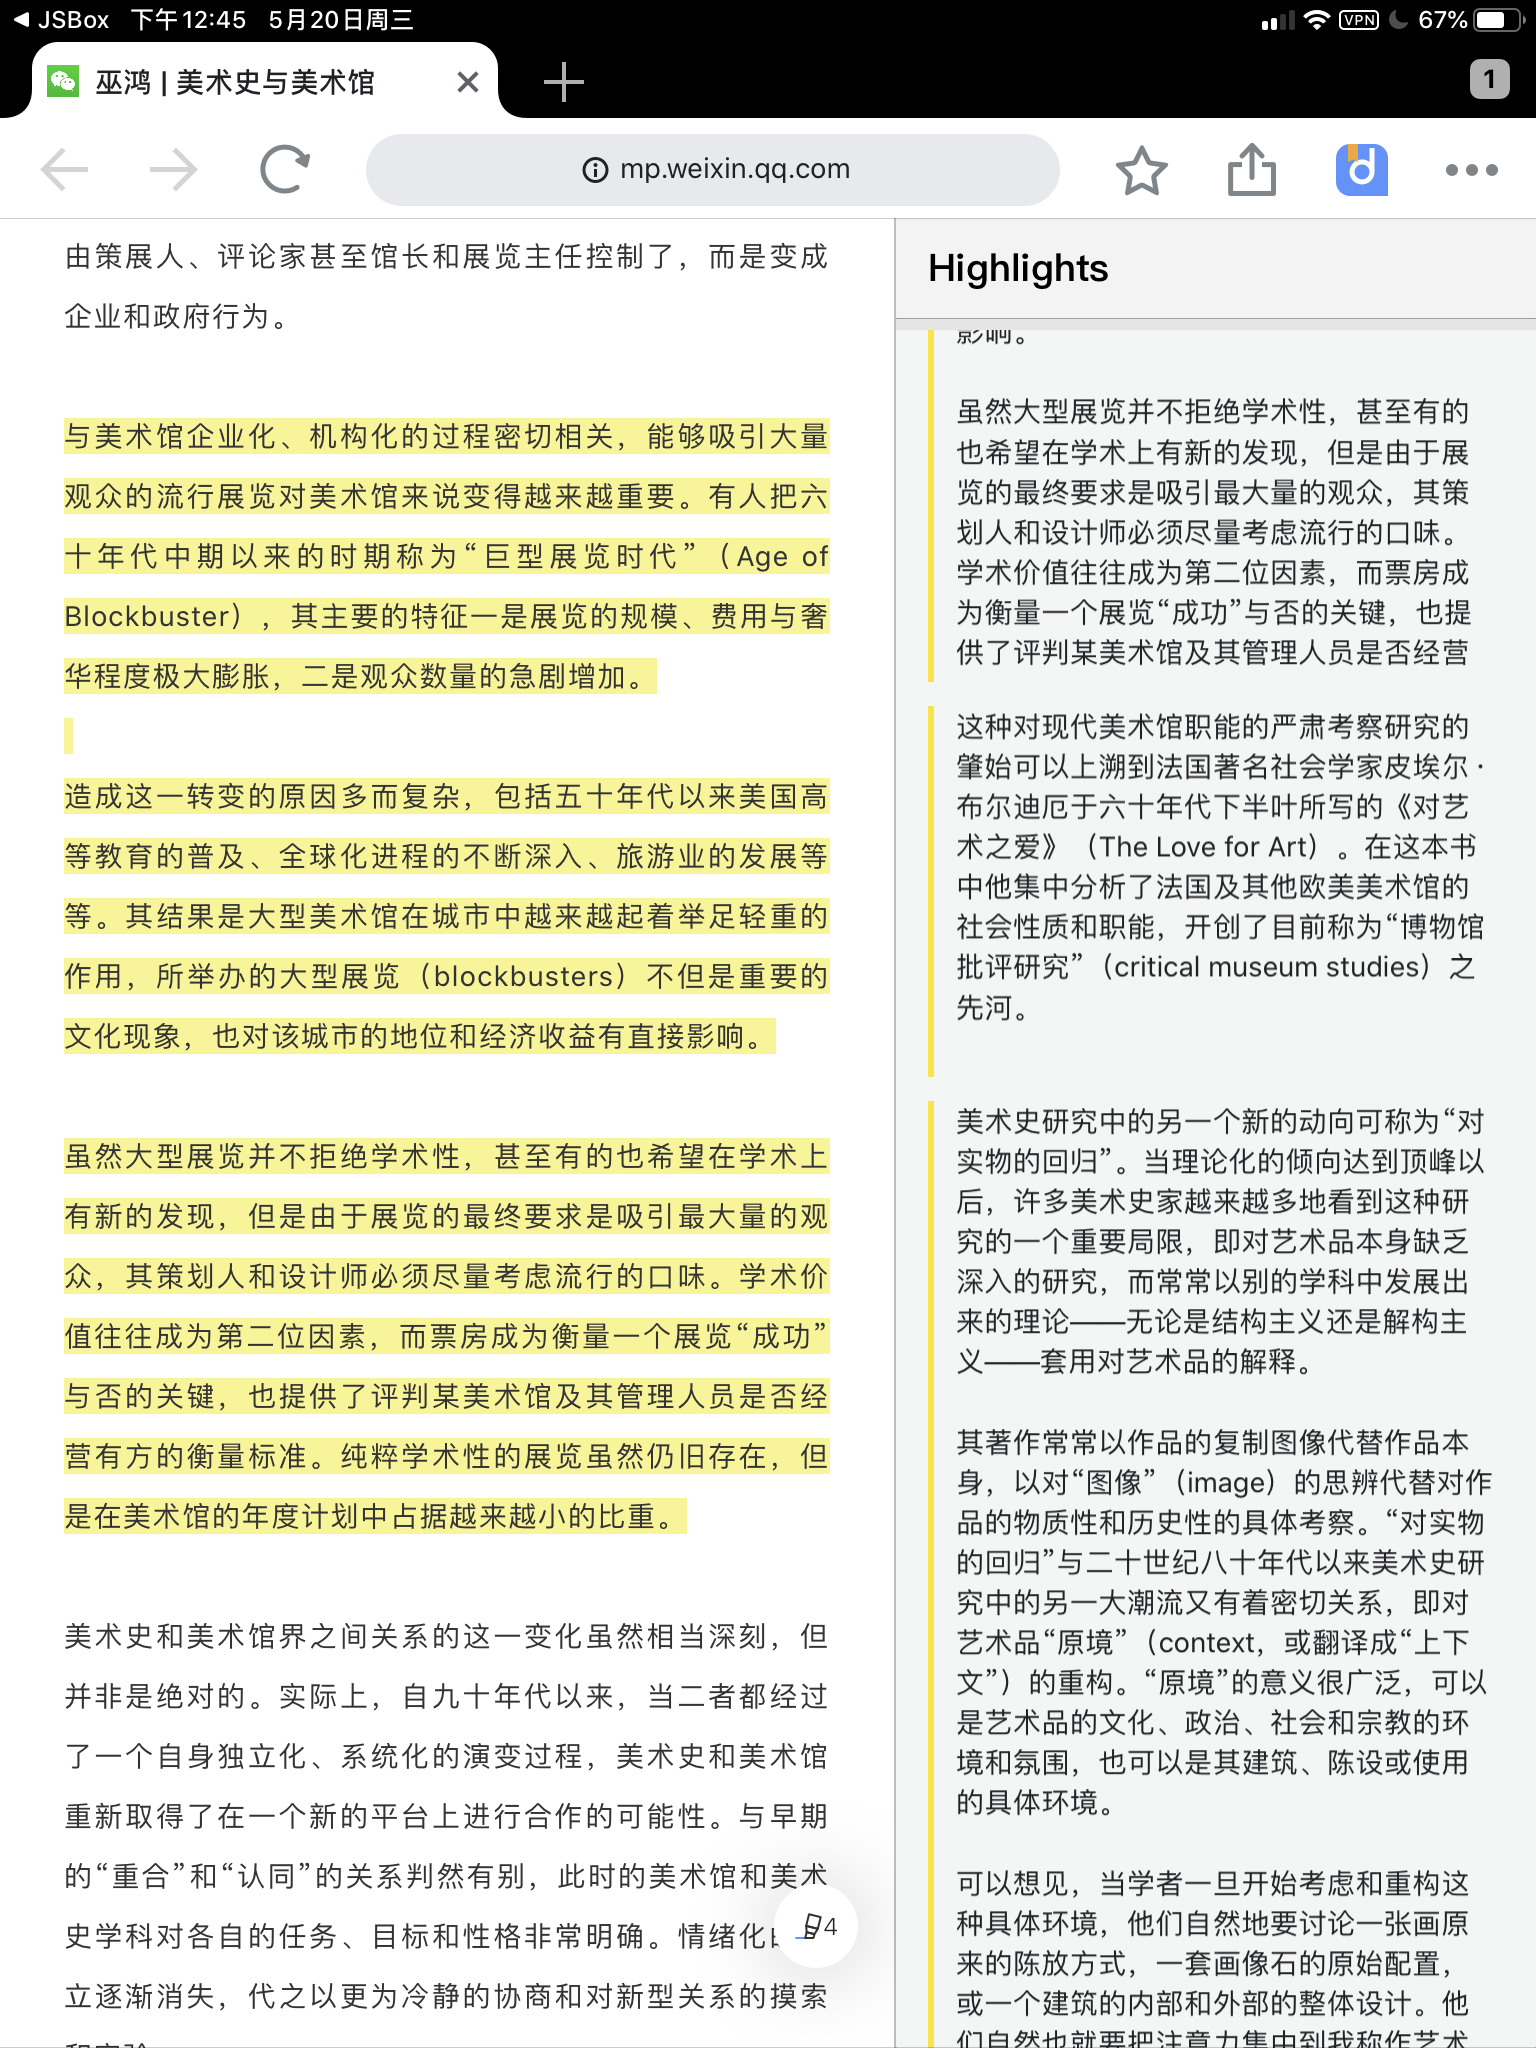 JSBox 下午12:45 5月20日周三
VPN 67%
巫鸿 | 美术史与美术馆
1
mp.weixin.qq.com
由策展人、评论家甚至馆长和展览主任控制了，而是变成
企业和政府行为。
与美术馆企业化、机构化的过程密切相关，能够吸引大量
观众的流行展览对美术馆来说变得越来越重要。有人把六
十年代中期以来的时期称为“巨型展览时代”（Age of
Blockbuster），其主要的特征一是展览的规模、费用与奢
华程度极大膨胀，二是观众数量的急剧增加。
造成这一转变的原因多而复杂，包括五十年代以来美国高
等教育的普及、全球化进程的不断深入、旅游业的发展等
等。其结果是大型美术馆在城市中越来越起着举足轻重的
作用，所举办的大型展览（blockbusters）不但是重要的
文化现象，也对该城市的地位和经济收益有直接影响。
虽然大型展览并不拒绝学术性，甚至有的也希望在学术上
有新的发现，但是由于展览的最终要求是吸引最大量的观
众，其策划人和设计师必须尽量考虑流行的口味。学术价
值往往成为第二位因素，而票房成为衡量一个展览“成功”
与否的关键，也提供了评判某美术馆及其管理人员是否经
营有方的衡量标准。纯粹学术性的展览虽然仍旧存在，但
是在美术馆的年度计划中占据越来越小的比重。
美术史和美术馆界之间关系的这一变化虽然相当深刻，但
并非是绝对的。实际上，自九十年代以来，当二者都经过
了一个自身独立化、系统化的演变过程，美术史和美术馆
重新取得了在一个新的平台上进行合作的可能性。与早期
的“重合”和“认同”的关系判然有别，此时的美术馆和美术
史学科对各自的任务、目标和性格非常明确。情绪化
立逐渐消失，代之以更为冷静的协商和对新型关系的摸索
4
Highlights
影响。
虽然大型展览并不拒绝学术性，甚至有的
也希望在学术上有新的发现，但是由于展
览的最终要求是吸引最大量的观众，其策
划人和设计师必须尽量考虑流行的口味。
学术价值往往成为第二位因素，而票房成
为衡量一个展览“成功”与否的关键，也提
供了评判某美术馆及其管理人员是否经营
这种对现代美术馆职能的严肃考察研究的
肇始可以上溯到法国著名社会学家皮埃尔·
布尔迪厄于六十年代下半叶所写的《对艺
术之爱》（The Love for Art）。在这本书
中他集中分析了法国及其他欧美美术馆的
社会性质和职能，开创了目前称为“博物馆
批评研究”（critical museum studies）之
先河。
美术史研究中的另一个新的动向可称为“对
实物的回归”。当理论化的倾向达到顶峰以
后，许多美术史家越来越多地看到这种研
究的一个重要局限，即对艺术品本身缺乏
深入的研究，而常常以别的学科中发展出
来的理论——无论是结构主义还是解构主
义——套用对艺术品的解释。
其著作常常以作品的复制图像代替作品本
身，以对“图像”（image）的思辨代替对作
品的物质性和历史性的具体考察。“对实物
的回归”与二十世纪八十年代以来美术史研
究中的另一大潮流又有着密切关系，即对
艺术品“原境”（context，或翻译成“上下
文”）的重构。“原境”的意义很广泛，可以
是艺术品的文化、政治、社会和宗教的环
境和氛围，也可以是其建筑、陈设或使用
的具体环境。
可以想见，当学者一旦开始考虑和重构这
种具体环境，他们自然地要讨论一张画原
来的陈放方式，一套画像石的原始配置，
或一个建筑的内部和外部的整体设计。他
们自然也就要把注意力集中到我称作艺术